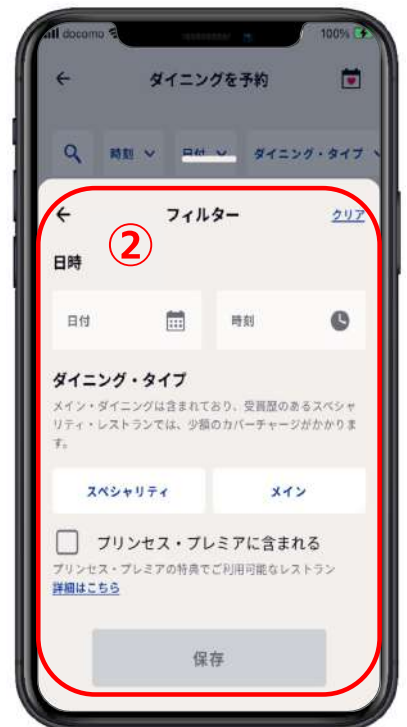 docomo 100%
ダイニングを予約
時刻 日付 ダイニング・タイプ
フィルター クリア
②
日時
日付 時刻
ダイニング・タイプ
メイン・ダイニングは含まれており、受賞歴のあるスペシャ
リティ・レストランでは、少額のカバーチャージがかかりま
す。
スペシャリティ メイン
プリンセス・プレミアに含まれる
プリンセス・プレミアの特典でご利用可能なレストラン
詳細はこちら
保存